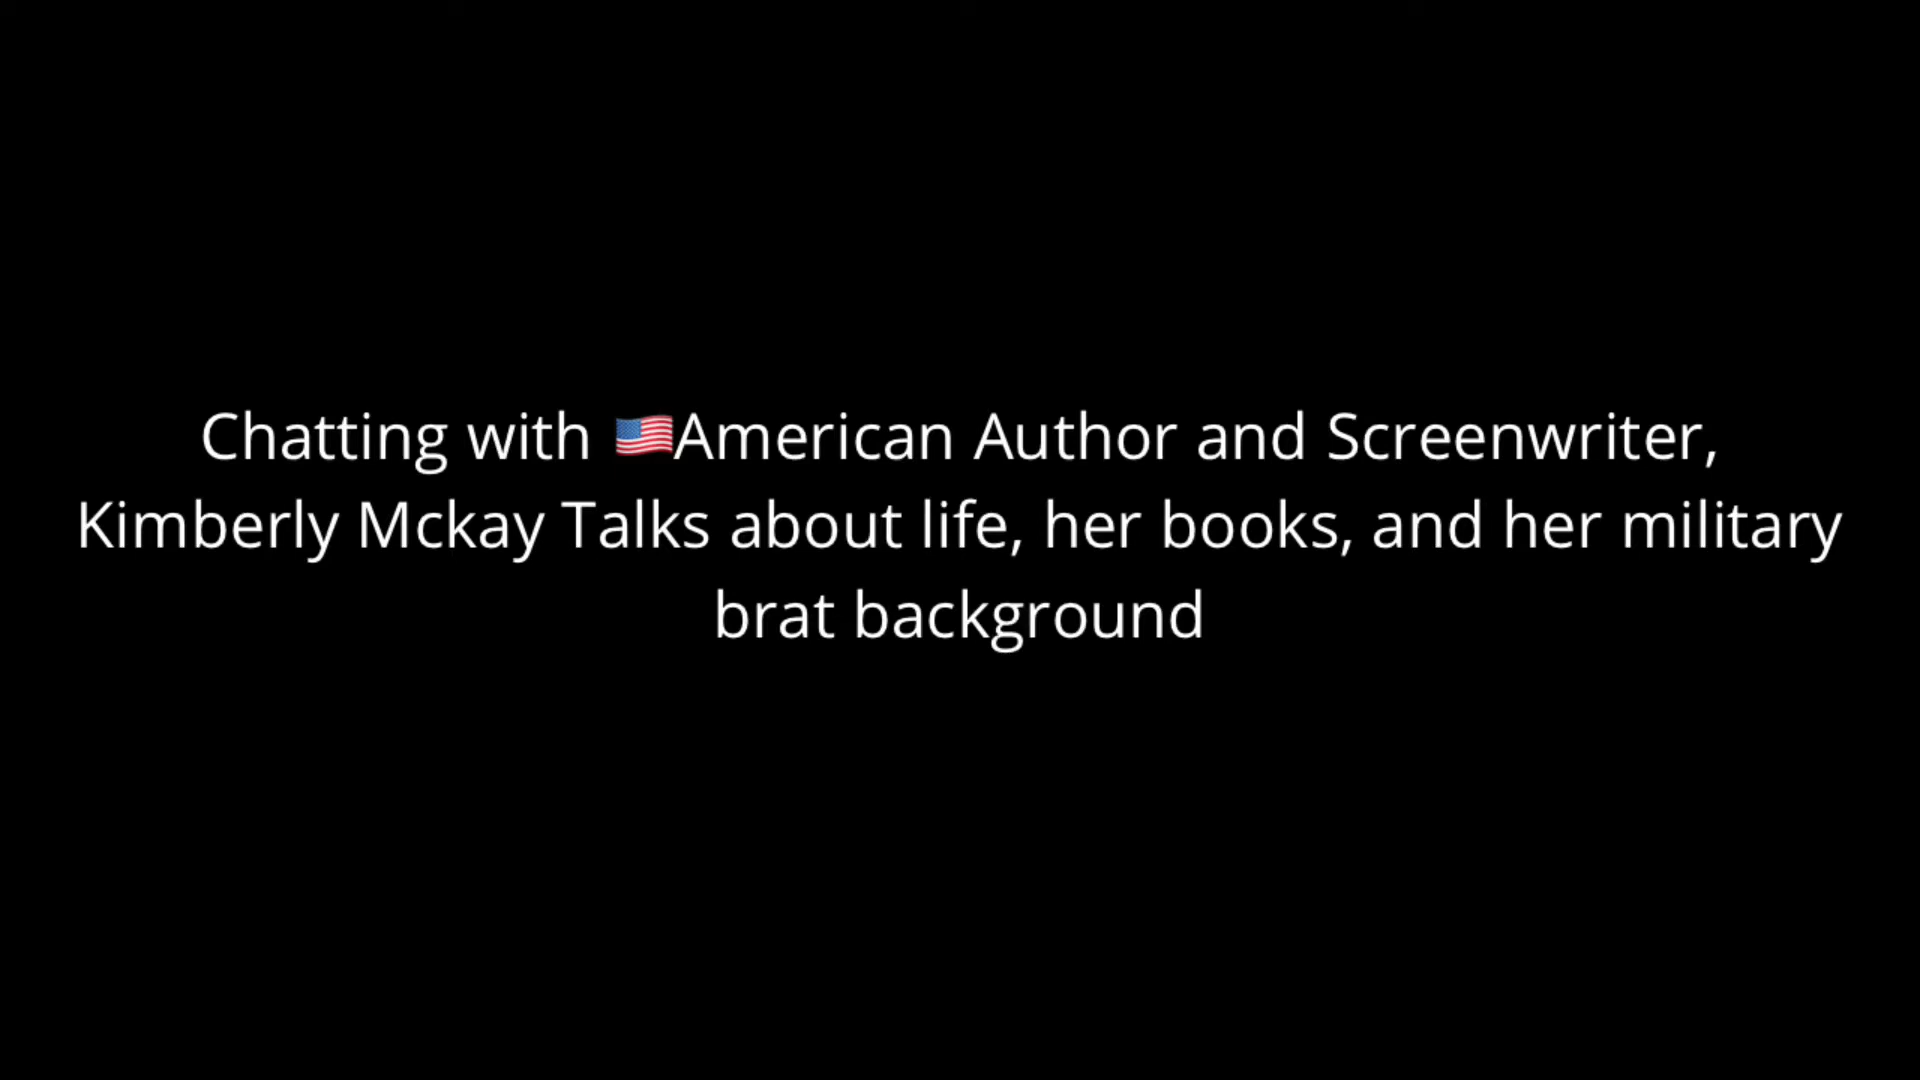 Chatting with 🇺🇸American Author and Screenwriter,
Kimberly Mckay Talks about life, her books, and her military
brat background